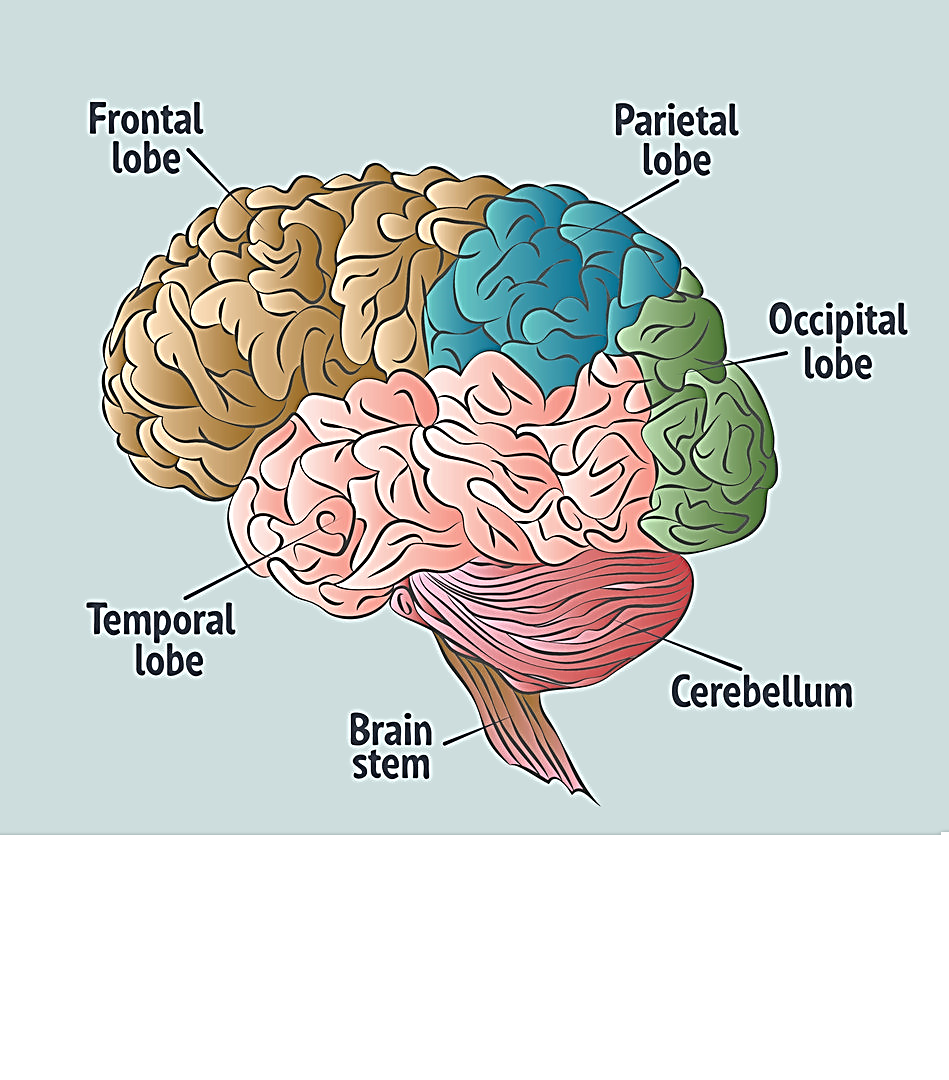 Frontal
lobe
Parietal
lobe
Occipital
lobe
Temporal
lobe
Cerebellum
Brain
stem